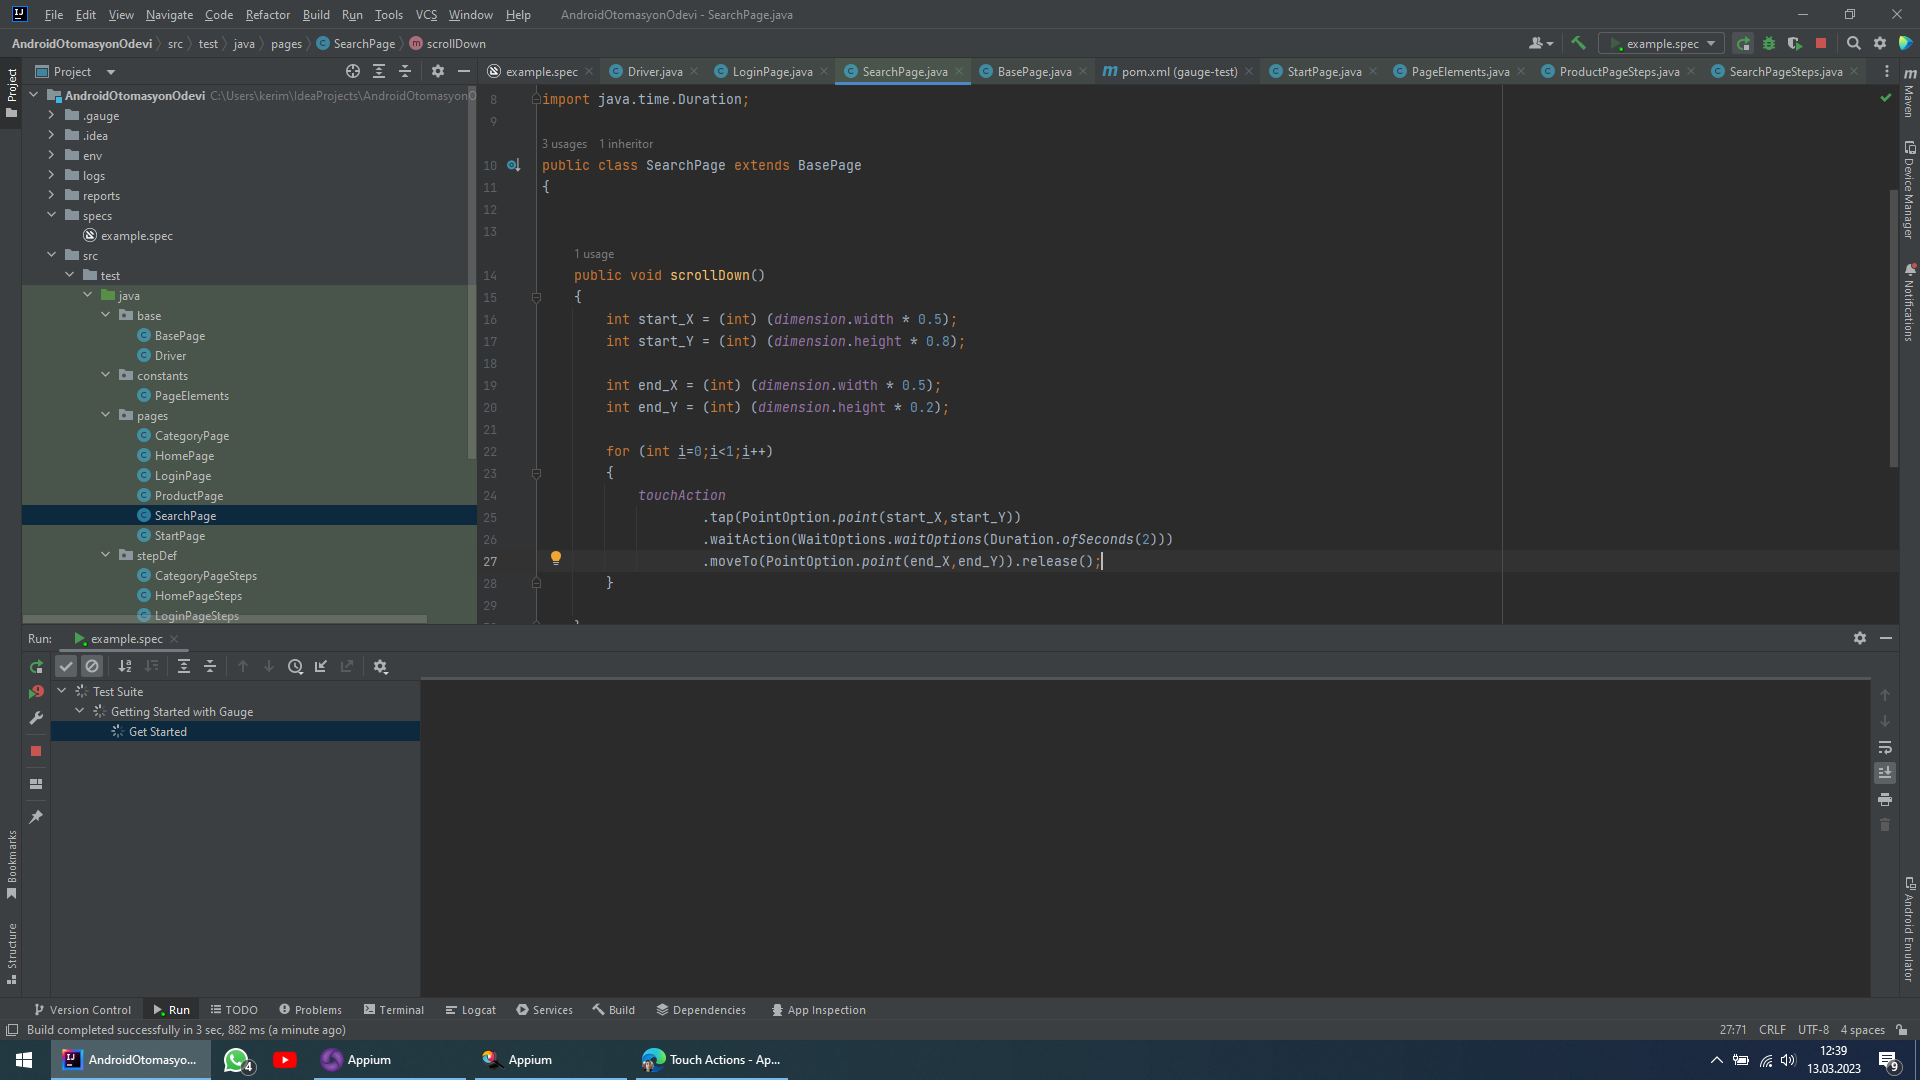 File Edit View Navigate Code Refactor Build Run Tools VCS Window Help AndroidOtomasyonOdevi - SearchPage.java
AndroidOtomasyonOdevi src test java pages SearchPage scrollDown example.spec
Project example.spec Driver.java LoginPage.java SearchPage.java BasePage.java pom.xml (gauge-test) StartPage.java PageElements.java ProductPageSteps.java SearchPageSteps.java
Project
AndroidOtomasyonOdevi C:\Users\kerim\IdeaProjects\AndroidOtomasyonO
.gauge
.idea
env
logs
reports
specs
example.spec
src
test
java
base
BasePage
Driver
constants
PageElements
pages
CategoryPage
HomePage
LoginPage
ProductPage
SearchPage
StartPage
stepDef
CategoryPageSteps
HomePageSteps
LoginPageSteps
8 import java.time.Duration;
9
3 usages 1 inheritor
10 public class SearchPage extends BasePage
11 {
12
13
1 usage
14 public void scrollDown()
15 {
16 int start_X = (int) (dimension.width * 0.5);
17 int start_Y = (int) (dimension.height * 0.8);
18
19 int end_X = (int) (dimension.width * 0.5);
20 int end_Y = (int) (dimension.height * 0.2);
21
22 for (int i=0;i<1;i++)
23 {
24 touchAction
25 .tap(PointOption.point(start_X,start_Y))
26 .waitAction(WaitOptions.waitOptions(Duration.ofSeconds(2)))
27 .moveTo(PointOption.point(end_X,end_Y)).release();
28 }
29
Maven
Device Manager
Notifications
Android Emulator
Bookmarks
Structure
Run: example.spec
Test Suite
Getting Started with Gauge
Get Started
Version Control Run TODO Problems Terminal Logcat Services Build Dependencies App Inspection
Build completed successfully in 3 sec, 882 ms (a minute ago) 27:71 CRLF UTF-8 4 spaces
AndroidOtomasyo... 4 Appium Appium Touch Actions - Ap... 12:39
13.03.2023 9